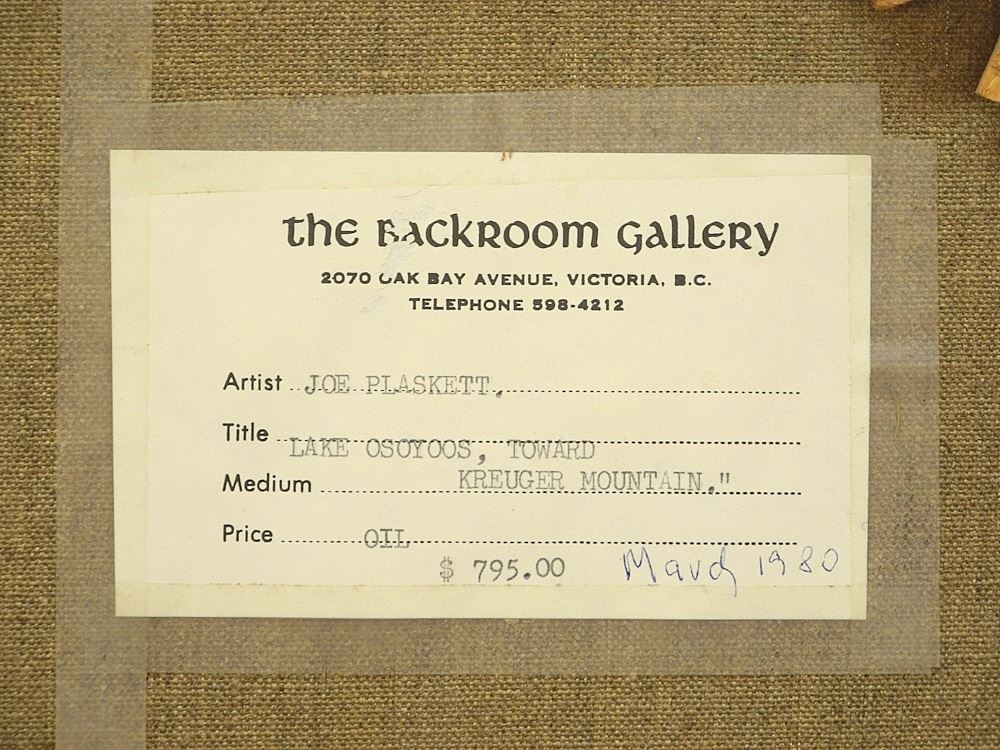 the Backroom Gallery
2070 OAK BAY AVENUE, VICTORIA, B.C.
TELEPHONE 598-4212
Artist JOE PLASKETT.
Title LAKE OSOYOOS, TOWARD
Medium KREUGER MOUNTAIN."
Price OIL
$ 795.00 March 1980